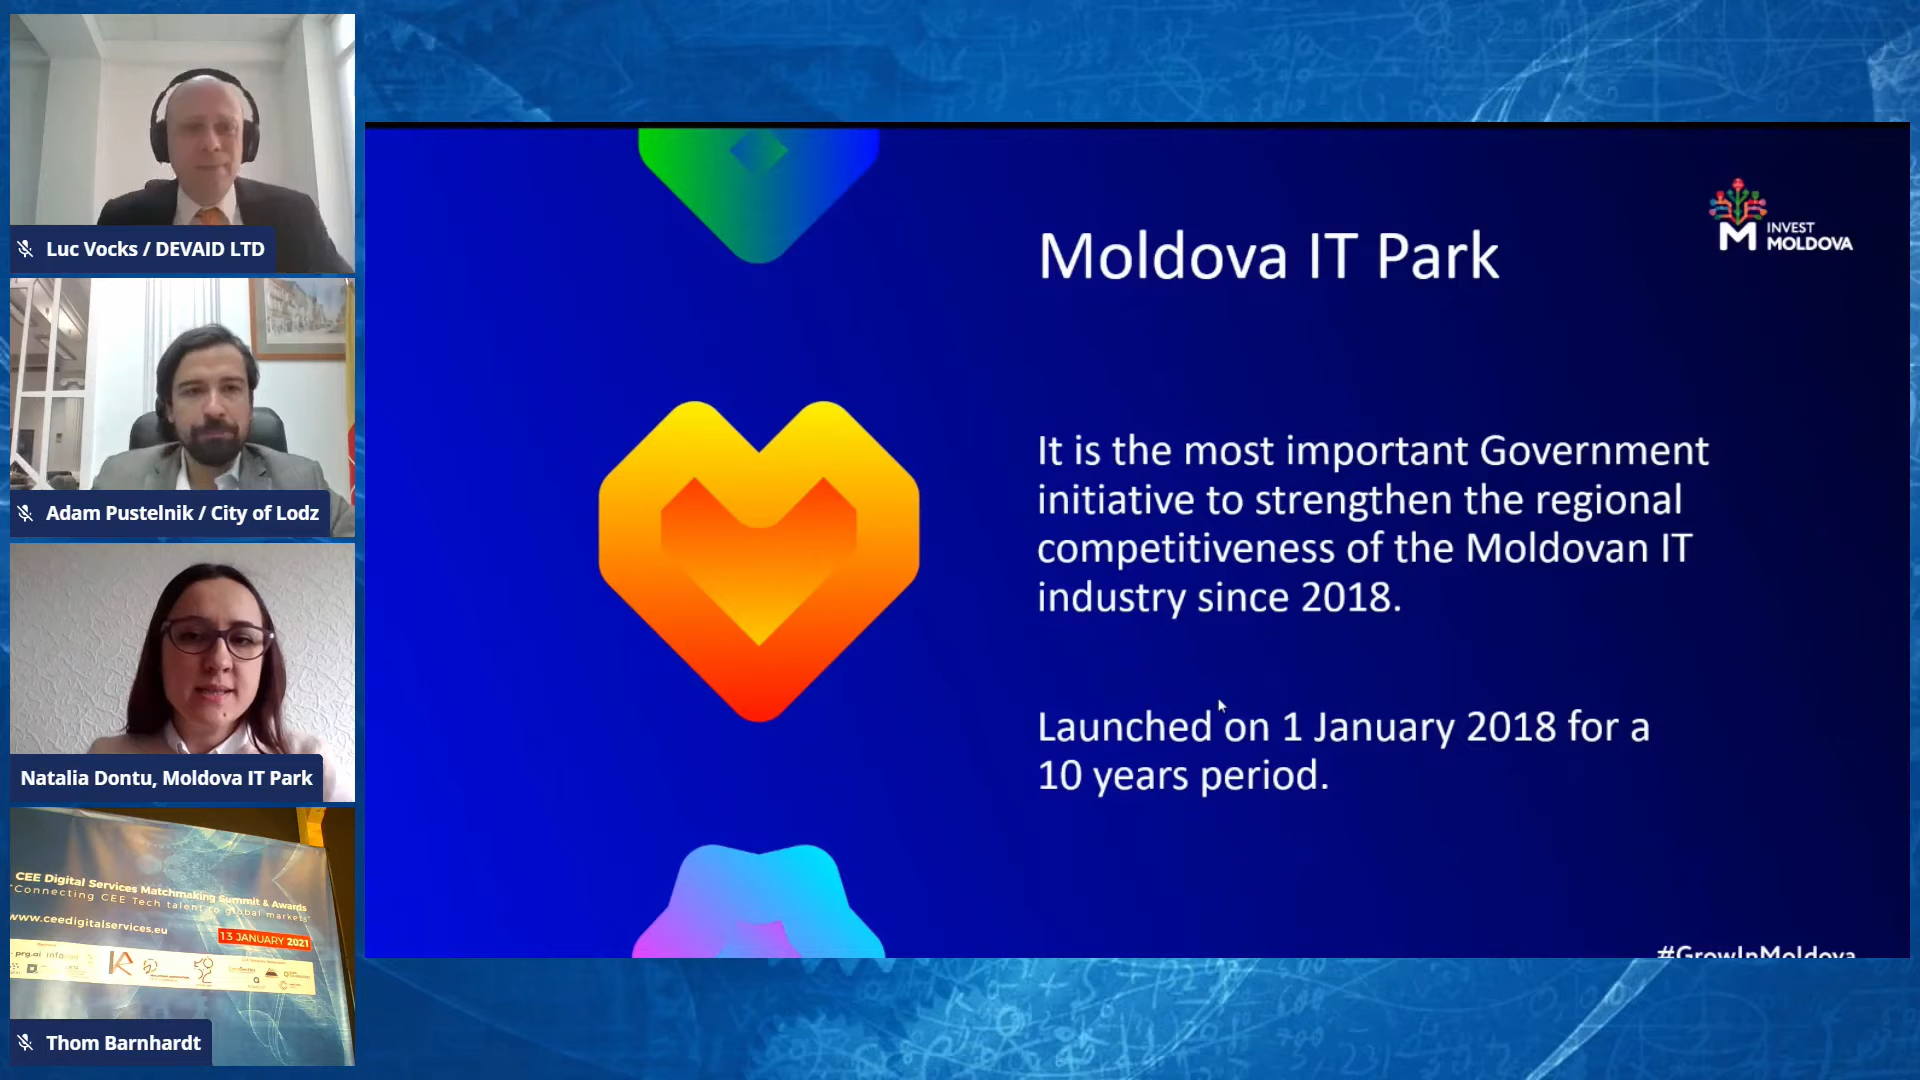 Luc Vocks / DEVAID LTD
Adam Pustelnik / City of Lodz
Natalia Dontu, Moldova IT Park
CEE Digital Services Matchmaking Summit & Awards
"Connecting CEE Tech talent to global markets"
www.ceedigitalservices.eu
13 JANUARY 2021
prg.ai
Thom Barnhardt
INVEST
MOLDOVA
Moldova IT Park
It is the most important Government
initiative to strengthen the regional
competitiveness of the Moldovan IT
industry since 2018.
Launched on 1 January 2018 for a
10 years period.
#GrowInMoldova